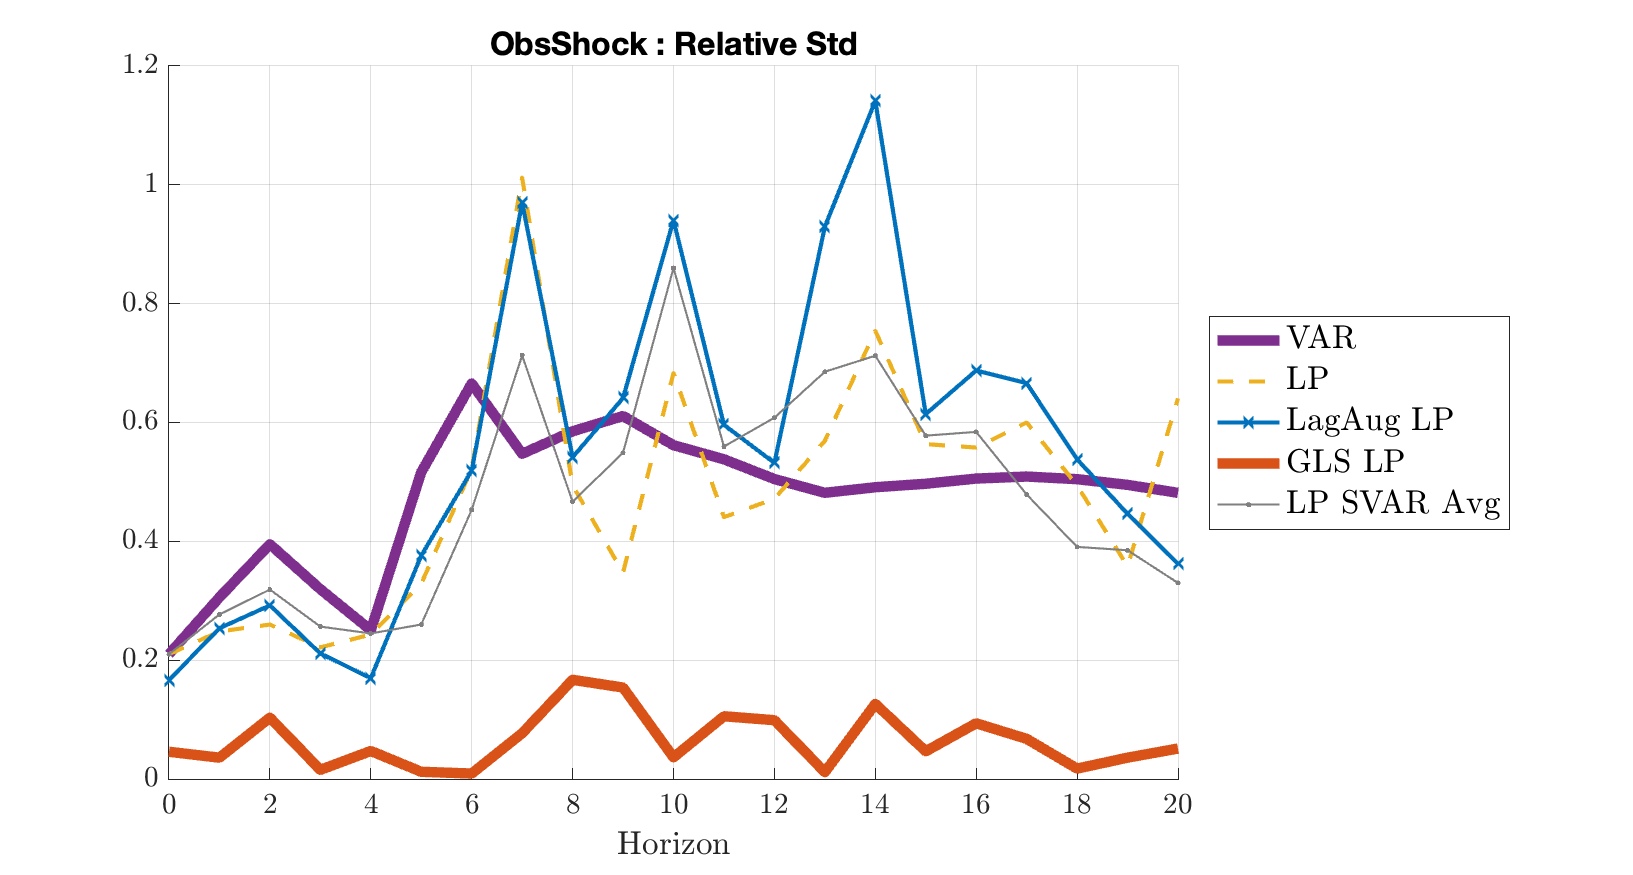 ObsShock : Relative Std
1.2
1
0.8
0.6
0.4
0.2
0
0 2 4 6 8 10 12 14 16 18 20
Horizon
VAR
LP
LagAug LP
GLS LP
LP SVAR Avg